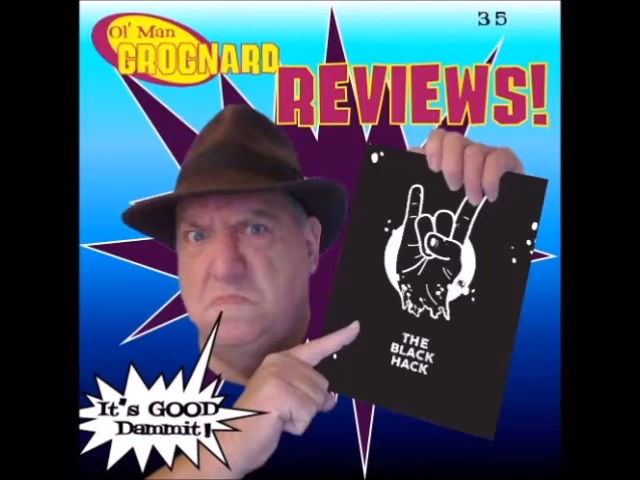 Ol' Man
GROGNARD
35
REVIEWS!
THE
BLACK
HACK
It's GOOD
Dammit!